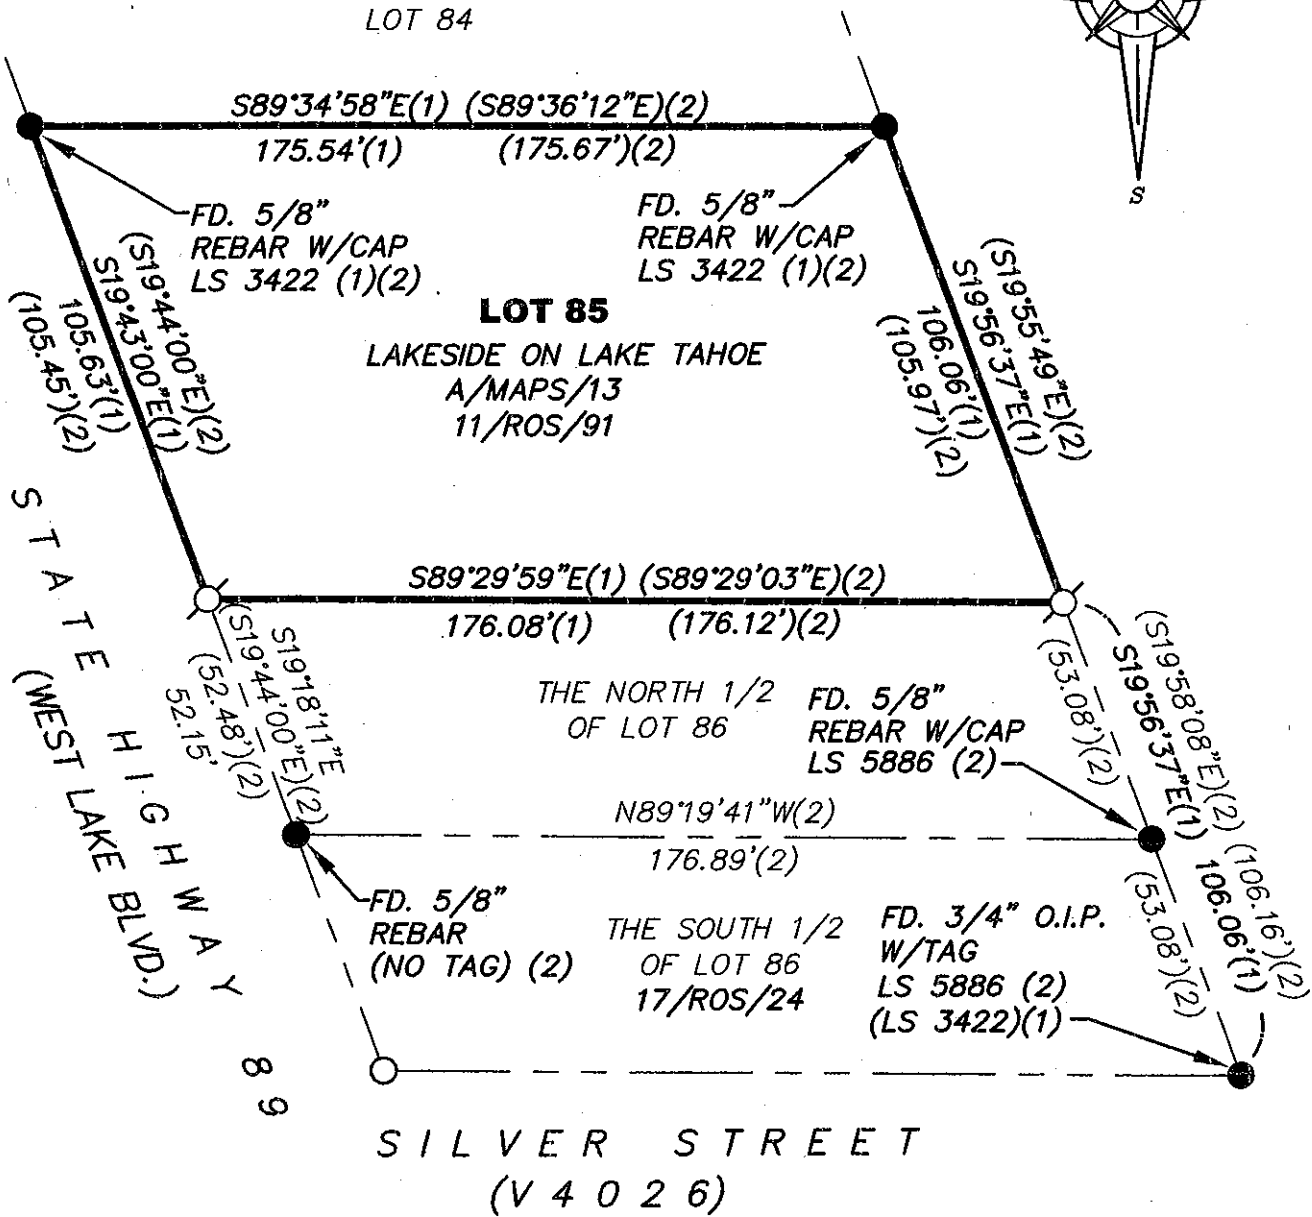 LOT 84
S
S89°34'58"E(1) (S89°36'12"E)(2)
175.54'(1) (175.67')(2)
FD. 5/8"
REBAR W/CAP
LS 3422 (1)(2)
FD. 5/8"
REBAR W/CAP
LS 3422 (1)(2)
(S19°44'00"E)(2)
S19°43'00"E(1)
105.63'(1)
(105.45')(2)
LOT 85
LAKESIDE ON LAKE TAHOE
A/MAPS/13
11/ROS/91
(S19°55'49"E)(2)
S19°56'37"E(1)
106.06'(1)
(105.97')(2)
S89°29'59"E(1) (S89°29'03"E)(2)
176.08'(1) (176.12')(2)
S19°18'11"E
(S19°44'00"E)(2)
(52.48')(2)
52.15'
THE NORTH 1/2
OF LOT 86
FD. 5/8"
REBAR W/CAP
LS 5886 (2)
(53.08')(2)
(S19°58'08"E)(2) (106.16')(2)
S19°56'37"E(1) 106.06'(1)
N89°19'41"W(2)
176.89'(2)
FD. 5/8"
REBAR
(NO TAG) (2)
THE SOUTH 1/2
OF LOT 86
17/ROS/24
FD. 3/4" O.I.P.
W/TAG
LS 5886 (2)
(LS 3422)(1)
(53.08')(2)
STATE HIGHWAY 89
(WEST LAKE BLVD.)
SILVER STREET
(V4026)